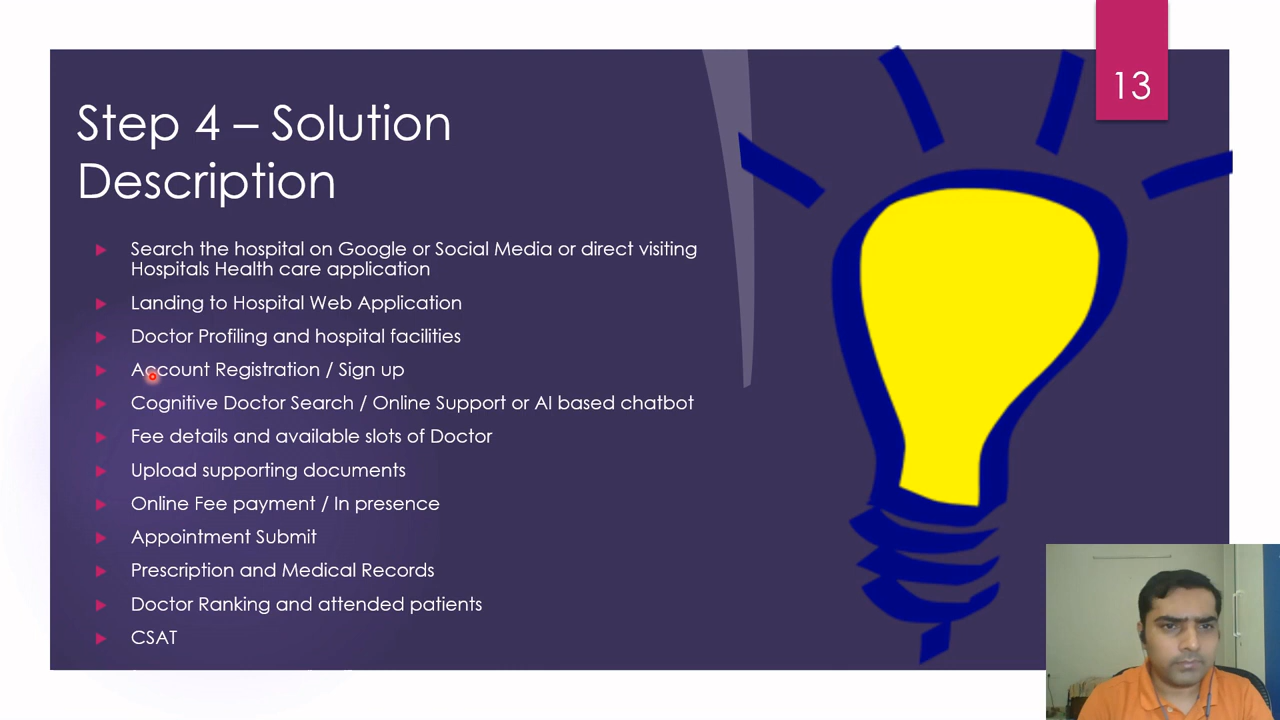 13
Step 4 – Solution
Description
Search the hospital on Google or Social Media or direct visiting
Hospitals Health care application
Landing to Hospital Web Application
Doctor Profiling and hospital facilities
Account Registration / Sign up
Cognitive Doctor Search / Online Support or AI based chatbot
Fee details and available slots of Doctor
Upload supporting documents
Online Fee payment / In presence
Appointment Submit
Prescription and Medical Records
Doctor Ranking and attended patients
CSAT